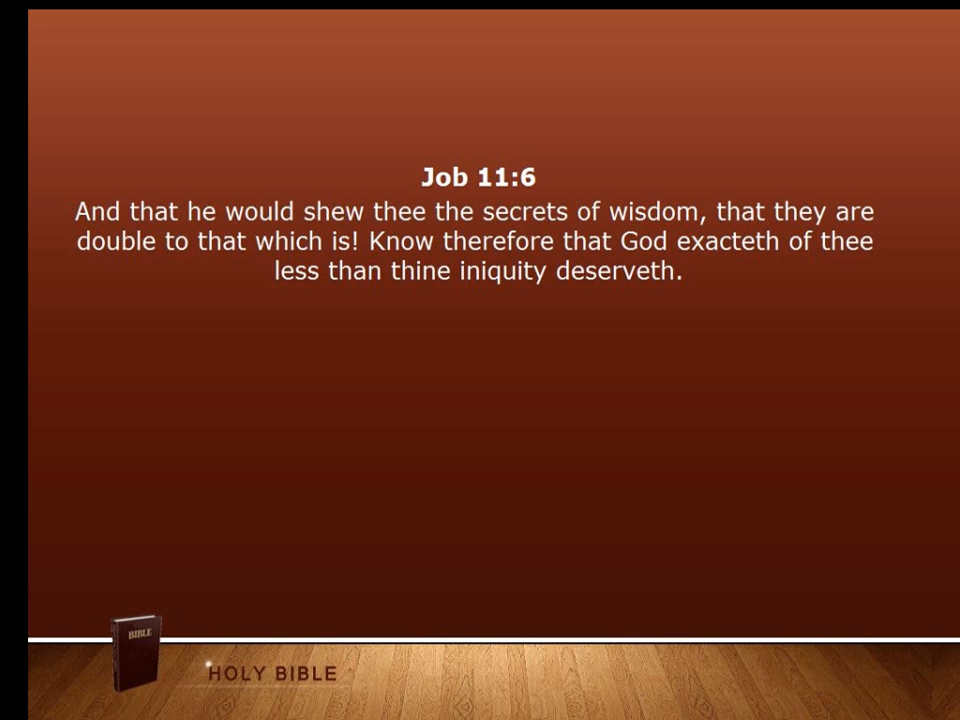 Job 11:6
And that he would shew thee the secrets of wisdom, that they are
double to that which is! Know therefore that God exacteth of thee
less than thine iniquity deserveth.
BIBLE
HOLY BIBLE